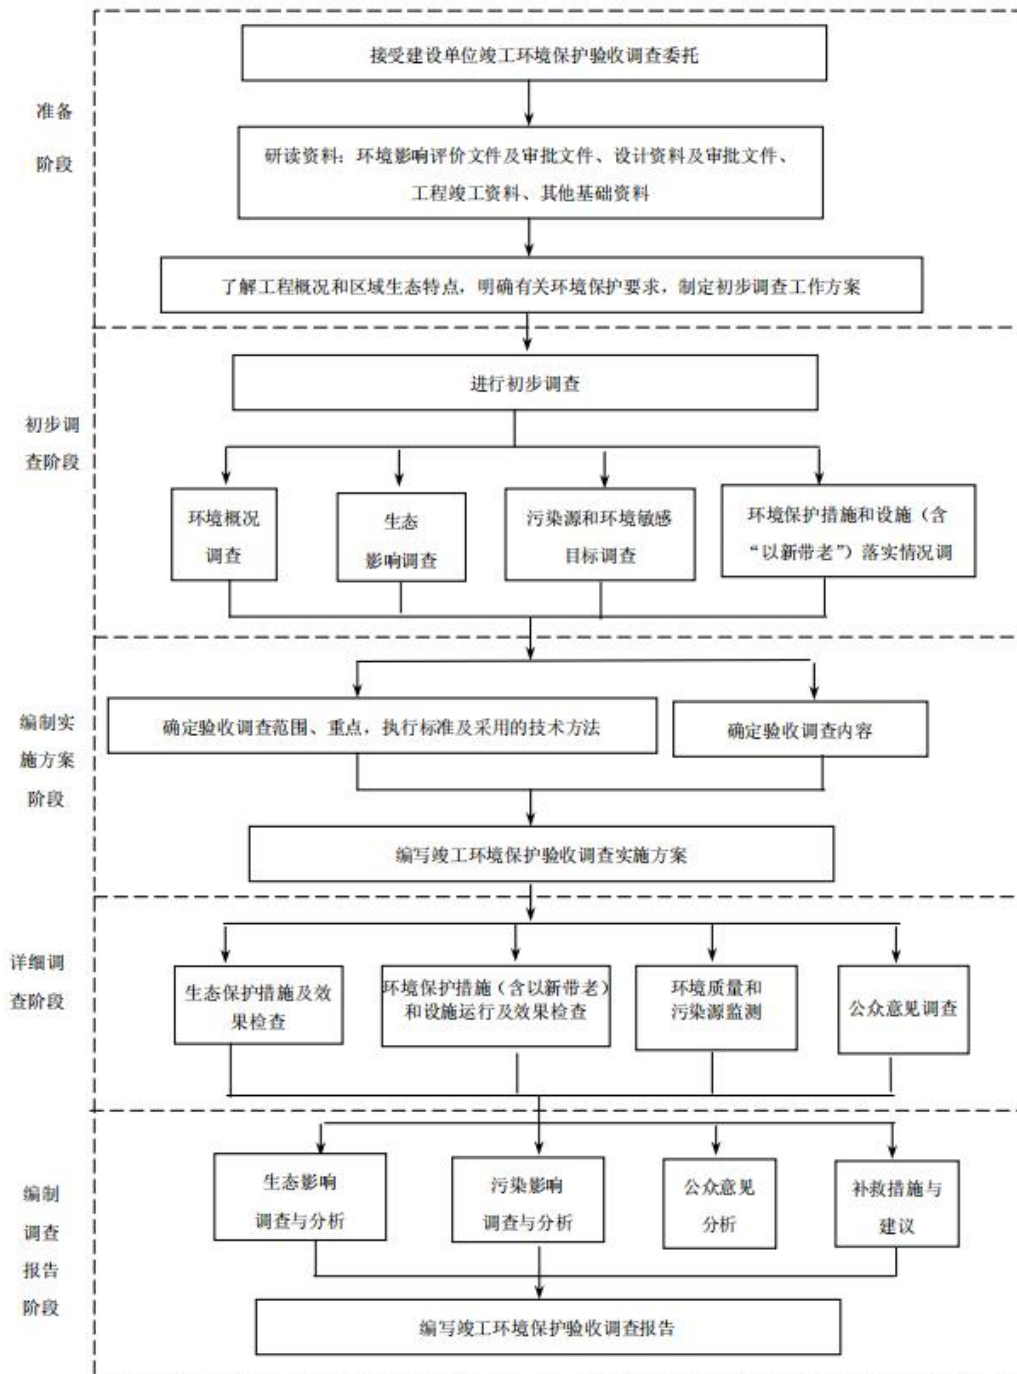 接受建设单位竣工环境保护验收调查委托
准备
阶段
研读资料：环境影响评价文件及审批文件、设计资料及审批文件、
工程竣工资料、其他基础资料
了解工程概况和区域生态特点，明确有关环境保护要求，制定初步调查工作方案
进行初步调查
初步调
查阶段
环境概况
调查
生态
影响调查
污染源和环境敏感
目标调查
环境保护措施和设施（含
“以新带老”）落实情况调
编制实
施方案
阶段
确定验收调查范围、重点，执行标准及采用的技术方法
确定验收调查内容
编写竣工环境保护验收调查实施方案
详细调
查阶段
生态保护措施及效
果检查
环境保护措施（含以新带老）
和设施运行及效果检查
环境质量和
污染源监测
公众意见调查
编制
调查
报告
阶段
生态影响
调查与分析
污染影响
调查与分析
公众意见
分析
补救措施与
建议
编写竣工环境保护验收调查报告